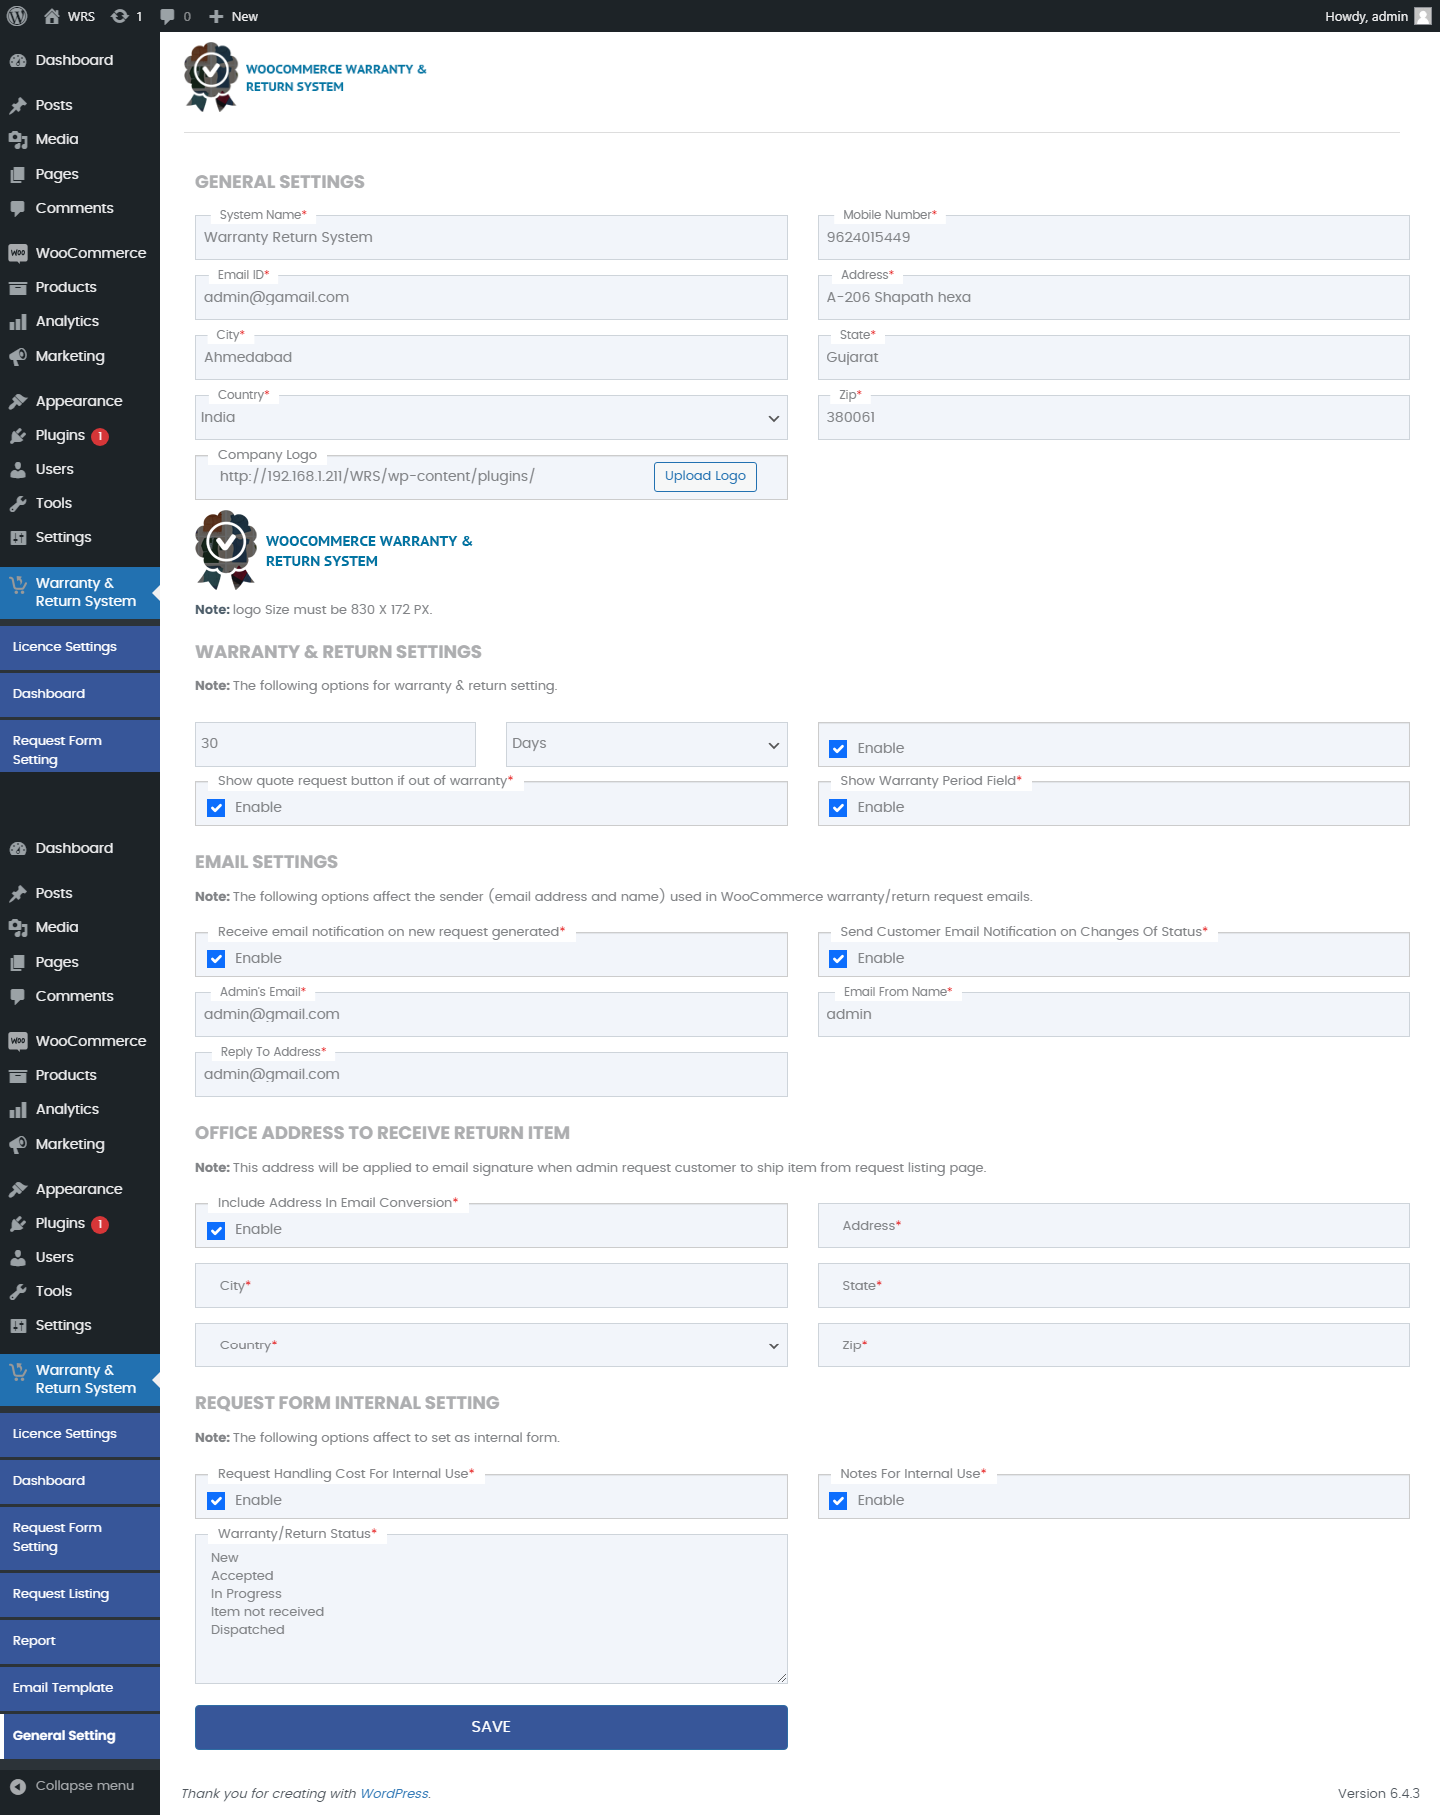 WRS
1
0
New
Howdy, admin
Dashboard
Posts
Media
Pages
Comments
WooCommerce
Products
Analytics
Marketing
Appearance
Plugins 1
Users
Tools
Settings
Warranty &
Return System
Licence Settings
Dashboard
Request Form
Setting
Dashboard
Posts
Media
Pages
Comments
WooCommerce
Products
Analytics
Marketing
Appearance
Plugins 1
Users
Tools
Settings
Warranty &
Return System
Licence Settings
Dashboard
Request Form
Setting
Request Listing
Report
Email Template
General Setting
Collapse menu
WOOCOMMERCE WARRANTY &
RETURN SYSTEM
GENERAL SETTINGS
System Name*
Warranty Return System
Mobile Number*
9624015449
Email ID*
admin@gamail.com
Address*
A-206 Shapath hexa
City*
Ahmedabad
State*
Gujarat
Country*
India
Zip*
380061
Company Logo
http://192.168.1.211/WRS/wp-content/plugins/
Upload Logo
WOOCOMMERCE WARRANTY &
RETURN SYSTEM
Note: logo Size must be 830 X 172 PX.
WARRANTY & RETURN SETTINGS
Note: The following options for warranty & return setting.
30
Days
Enable
Show quote request button if out of warranty*
Enable
Show Warranty Period Field*
Enable
EMAIL SETTINGS
Note: The following options affect the sender (email address and name) used in WooCommerce warranty/return request emails.
Receive email notification on new request generated*
Enable
Send Customer Email Notification on Changes Of Status*
Enable
Admin's Email*
admin@gmail.com
Email From Name*
admin
Reply To Address*
admin@gmail.com
OFFICE ADDRESS TO RECEIVE RETURN ITEM
Note: This address will be applied to email signature when admin request customer to ship item from request listing page.
Include Address In Email Conversion*
Enable
Address*
City*
State*
Country*
Zip*
REQUEST FORM INTERNAL SETTING
Note: The following options affect to set as internal form.
Request Handling Cost For Internal Use*
Enable
Notes For Internal Use*
Enable
Warranty/Return Status*
New
Accepted
In Progress
Item not received
Dispatched
SAVE
Thank you for creating with WordPress.
Version 6.4.3